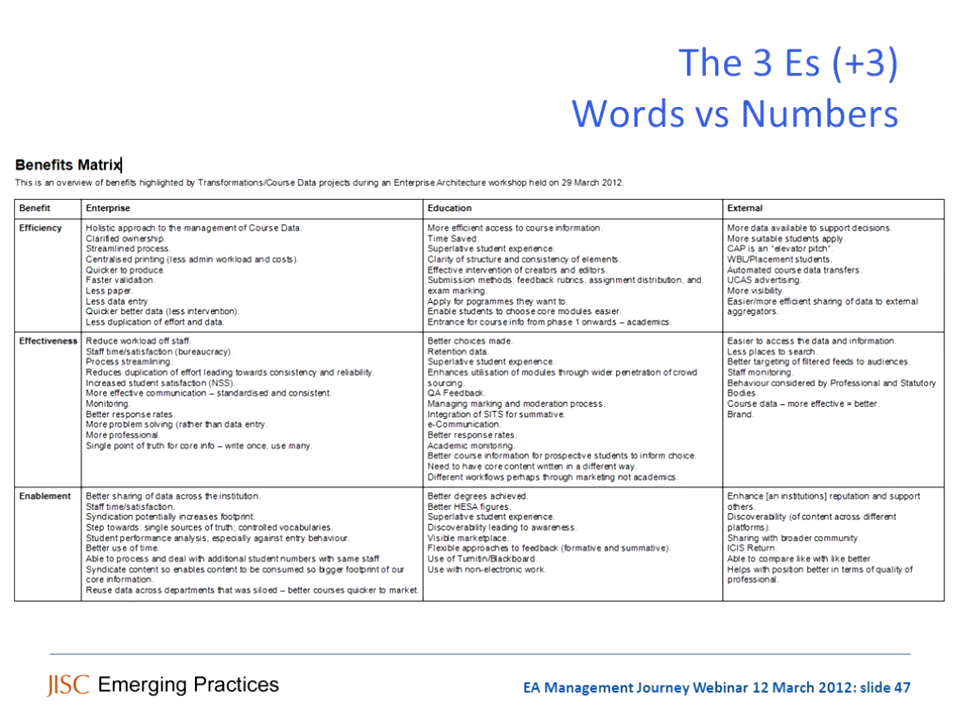 The 3 Es (+3)
Words vs Numbers
Benefits Matrix
This is an overview of benefits highlighted by Transformations/Course Data projects during an Enterprise Architecture workshop held on 29 March 2012.
Benefit
Enterprise
Education
External
Efficiency
Holistic approach to the management of Course Data.
Clarified ownership.
Streamlined process.
Centralised printing (less admin workload and costs).
Quicker to produce.
Faster validation.
Less paper.
Less data entry.
Quicker better data (less intervention).
Less duplication of effort and data.
More efficient access to course information.
Time Saved.
Superlative student experience.
Clarity of structure and consistency of elements.
Effective intervention of creators and editors.
Submission methods: feedback rubrics, assignment distribution, and
exam marking.
Apply for pogrammes they want to.
Enable students to choose core modules easier.
Entrance for course info from phase 1 onwards – academics.
More data available to support decisions.
More suitable students apply.
CAP is an "elevator pitch".
WBL/Placement students.
Automated course data transfers.
UCAS advertising.
More visibility.
Easier/more efficient sharing of data to external
aggregators.
Effectiveness
Reduce workload off staff.
Staff time/satisfaction (bureaucracy).
Process streamlining.
Reduces duplication of effort leading towards consistency and reliability.
Increased student satisfaction (NSS).
More effective communication – standardised and consistent.
Monitoring.
Better response rates.
More problem solving (rather than data entry.
More professional.
Single point of truth for core info – write once, use many.
Better choices made.
Retention data.
Superlative student experience.
Enhances utilisation of modules through wider penetration of crowd
sourcing.
QA Feedback.
Managing marking and moderation process.
Integration of SITS for summative.
e-Communication.
Better response rates.
Academic monitoring.
Better course information for prospective students to inform choice.
Need to have core content written in a different way.
Different workflows perhaps through marketing not academics.
Easier to access the data and information.
Less places to search.
Better targeting of filtered feeds to audiences.
Staff monitoring.
Behaviour considered by Professional and Statutory
Bodies.
Course data – more effective = better.
Brand.
Enablement
Better sharing of data across the institution.
Staff time/satisfaction.
Syndication potentially increases footprint.
Step towards: single sources of truth; controlled vocabularies.
Student performance analysis, especially against entry behaviour.
Better use of time.
Able to process and deal with additional student numbers with same staff.
Syndicate content so enables content to be consumed so bigger footprint of our
core information.
Reuse data across departments that was siloed – better courses quicker to market.
Better degrees achieved.
Better HESA figures.
Superlative student experience.
Discoverability leading to awareness.
Visible marketplace.
Flexible approaches to feedback (formative and summative).
Use of Turnitin/Blackboard.
Use with non-electronic work.
Enhance [an institutions] reputation and support
others.
Discoverability (of content across different
platforms).
Sharing with broader community.
ICIS Return.
Able to compare like with like better.
Helps with position better in terms of quality of
professional.
JISC Emerging Practices
EA Management Journey Webinar 12 March 2012: slide 47